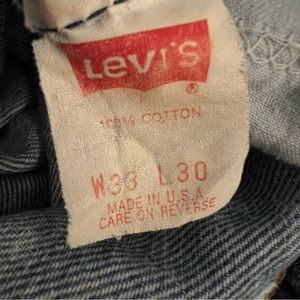 Levi's
®
100% COTTON
W33 L30
MADE IN U.S.A.
CARE ON REVERSE